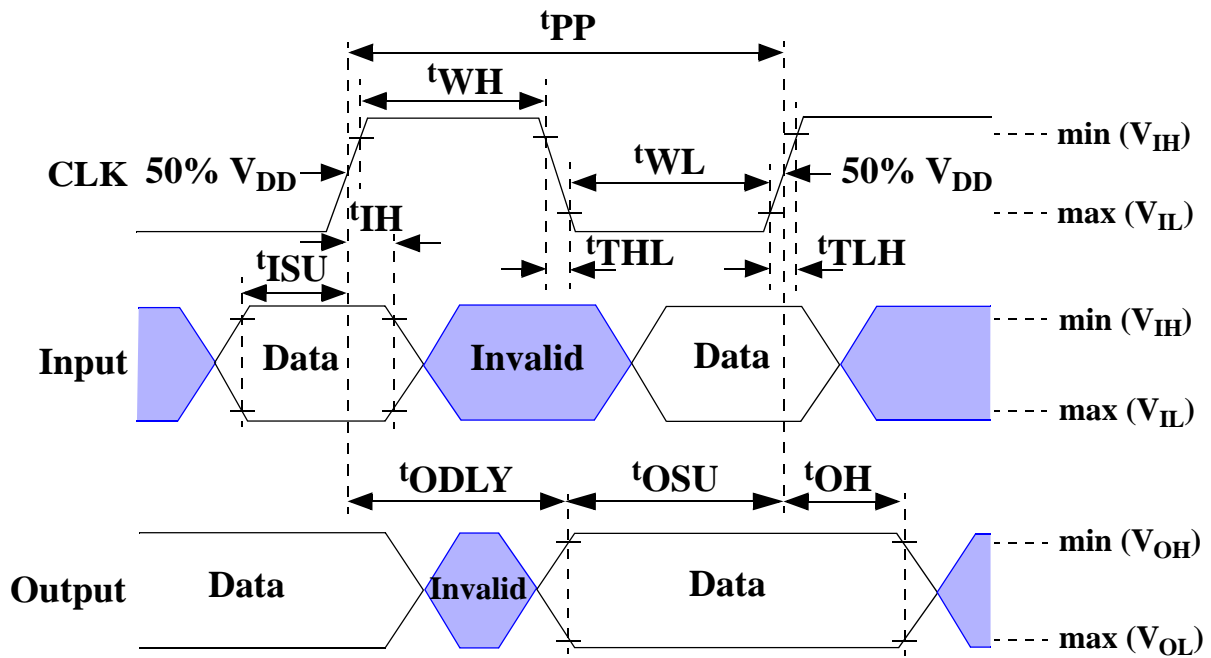 tPP
tWH
min (VIH)
CLK 50% VDD
tWL
50% VDD
max (VIL)
tIH
tTHL
tTLH
tISU
min (VIH)
Input
Data
Invalid
Data
max (VIL)
tODLY
tOSU
tOH
min (VOH)
Output
Data
Invalid
Data
max (VOL)